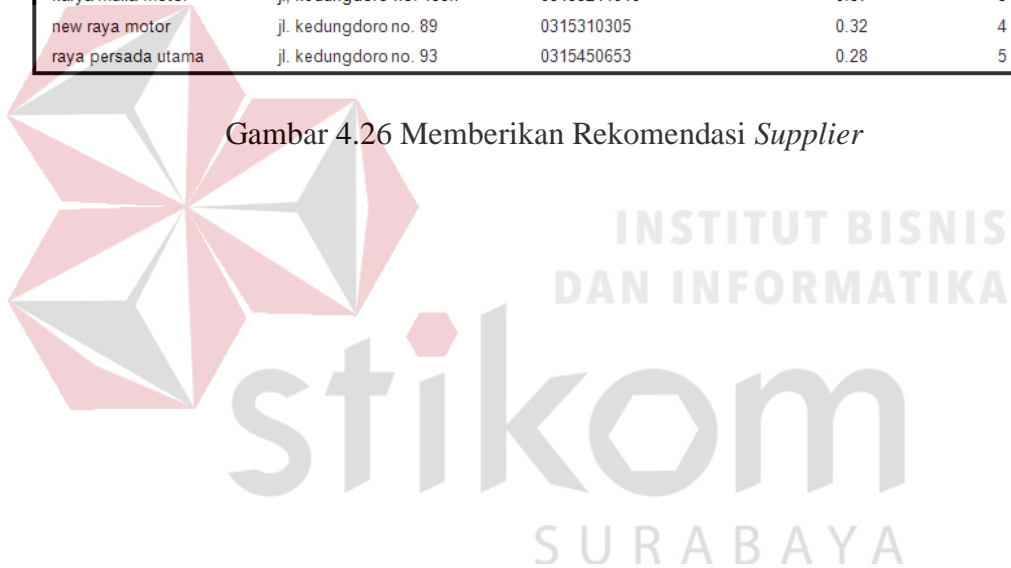 new raya motor jl. kedungdoro no. 89 0315310305 0.32 4
raya persada utama jl. kedungdoro no. 93 0315450653 0.28 5
Gambar 4.26 Memberikan Rekomendasi Supplier
INSTITUT BISNIS
DAN INFORMATIKA
stikom
SURABAYA